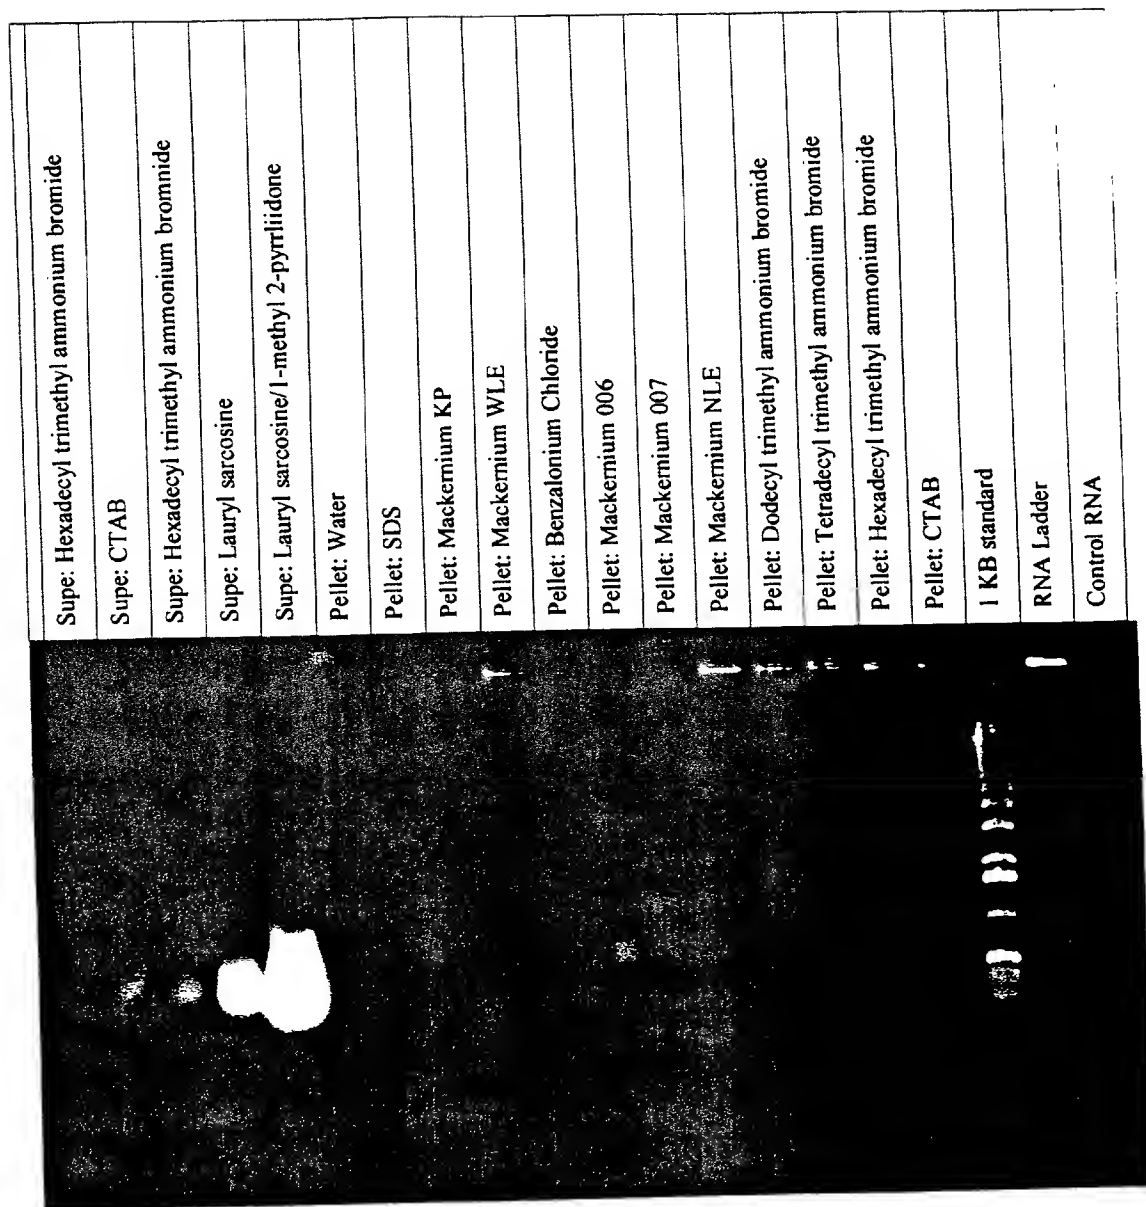 Supe: Hexadecyl trimethyl ammonium bromide
Supe: CTAB
Supe: Hexadecyl trimethyl ammonium bromnide
Supe: Lauryl sarcosine
Supe: Lauryl sarcosine/1-methyl 2-pyrrliidone
Pellet: Water
Pellet: SDS
Pellet: Mackernium KP
Pellet: Mackernium WLE
Pellet: Benzalonium Chloride
Pellet: Mackernium 006
Pellet: Mackernium 007
Pellet: Mackernium NLE
Pellet: Dodecyl trimethyl ammonium bromide
Pellet: Tetradecyl trimethyl ammonium bromide
Pellet: Hexadecyl trimethyl ammonium bromide
Pellet: CTAB
1 KB standard
RNA Ladder
Control RNA